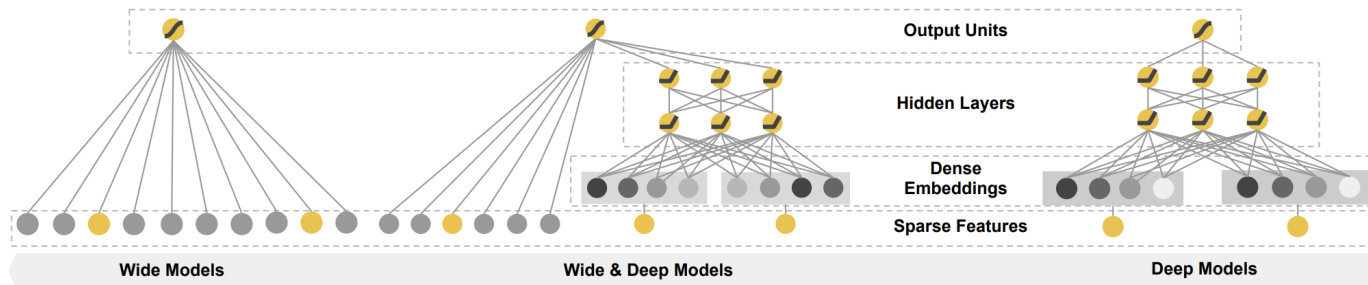 Output Units
Hidden Layers
Dense
Embeddings
Sparse Features
Wide Models
Wide & Deep Models
Deep Models